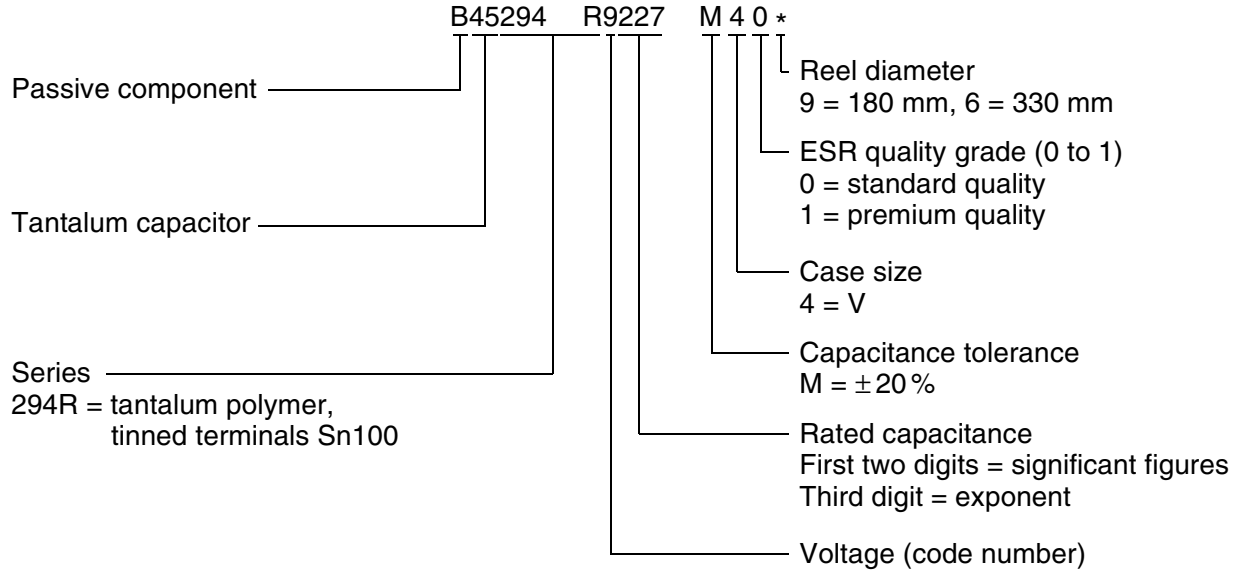 B45294 R9227 M 4 0 *
Passive component
Tantalum capacitor
Series
294R = tantalum polymer,
tinned terminals Sn100
Reel diameter
9 = 180 mm, 6 = 330 mm
ESR quality grade (0 to 1)
0 = standard quality
1 = premium quality
Case size
4 = V
Capacitance tolerance
M = ± 20 %
Rated capacitance
First two digits = significant figures
Third digit = exponent
Voltage (code number)